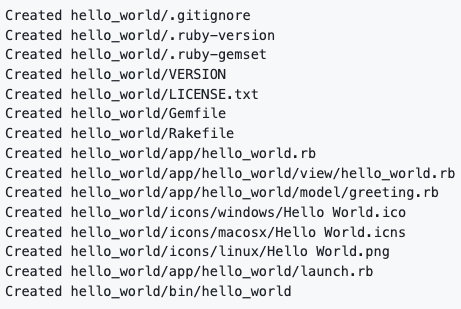 Created hello_world/.gitignore
Created hello_world/.ruby-version
Created hello_world/.ruby-gemset
Created hello_world/VERSION
Created hello_world/LICENSE.txt
Created hello_world/Gemfile
Created hello_world/Rakefile
Created hello_world/app/hello_world.rb
Created hello_world/app/hello_world/view/hello_world.rb
Created hello_world/app/hello_world/model/greeting.rb
Created hello_world/icons/windows/Hello World.ico
Created hello_world/icons/macosx/Hello World.icns
Created hello_world/icons/linux/Hello World.png
Created hello_world/app/hello_world/launch.rb
Created hello_world/bin/hello_world